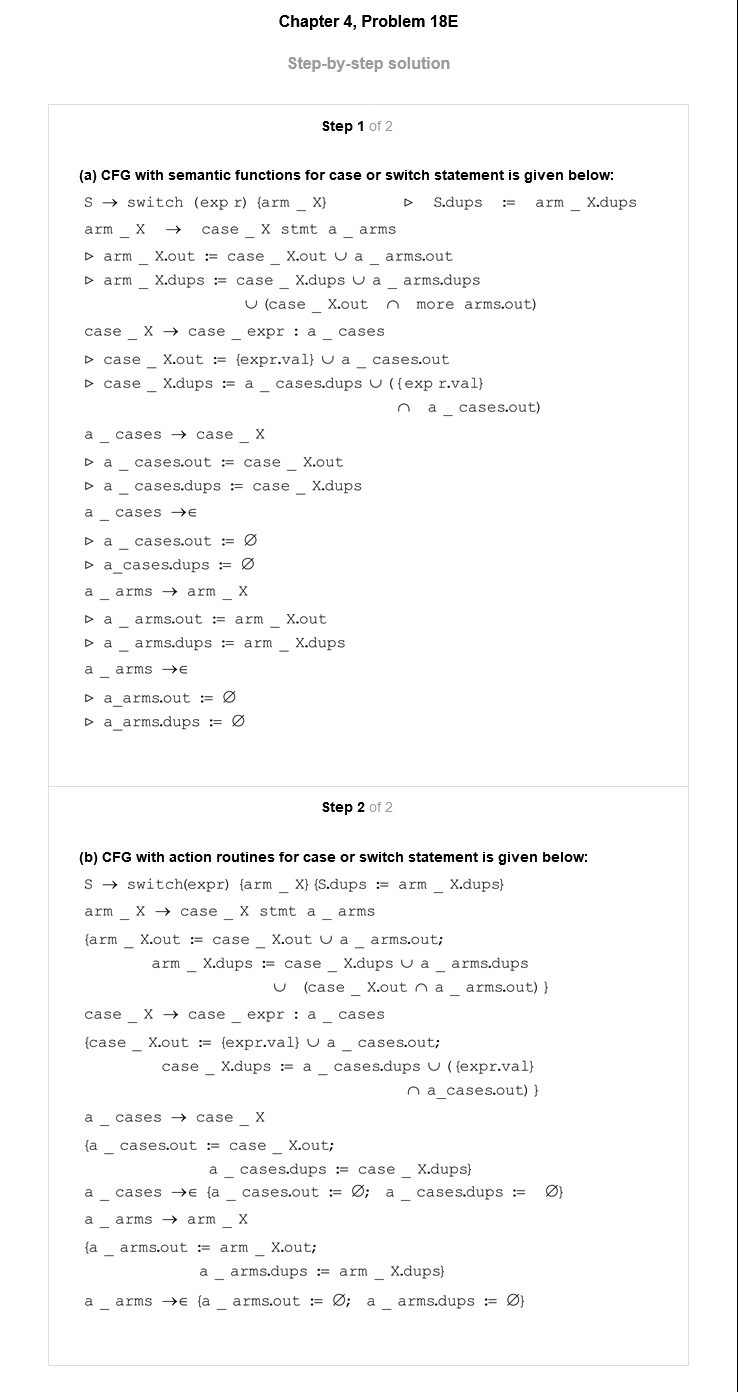 Chapter 4, Problem 18E
Step-by-step solution
Step 1 of 2
(a) CFG with semantic functions for case or switch statement is given below:
S → switch (exp r) {arm _ X} ▹ S.dups := arm _ X.dups
arm _ X → case _ X stmt a _ arms
▹ arm _ X.out := case _ X.out ∪ a _ arms.out
▹ arm _ X.dups := case _ X.dups ∪ a _ arms.dups
∪ (case _ X.out ∩ more arms.out)
case _ X → case _ expr : a _ cases
▹ case _ X.out := {expr.val} ∪ a _ cases.out
▹ case _ X.dups := a _ cases.dups ∪ ({exp r.val}
∩ a _ cases.out)
a _ cases → case _ X
▹ a _ cases.out := case _ X.out
▹ a _ cases.dups := case _ X.dups
a _ cases →∈
▹ a _ cases.out := ∅
▹ a_cases.dups := ∅
a _ arms → arm _ X
▹ a _ arms.out := arm _ X.out
▹ a _ arms.dups := arm _ X.dups
a _ arms →∈
▹ a_arms.out := ∅
▹ a_arms.dups := ∅
Step 2 of 2
(b) CFG with action routines for case or switch statement is given below:
S → switch(expr) {arm _ X} {S.dups := arm _ X.dups}
arm _ X → case _ X stmt a _ arms
{arm _ X.out := case _ X.out ∪ a _ arms.out;
arm _ X.dups := case _ X.dups ∪ a _ arms.dups
∪ (case _ X.out ∩ a _ arms.out) }
case _ X → case _ expr : a _ cases
{case _ X.out := {expr.val} ∪ a _ cases.out;
case _ X.dups := a _ cases.dups ∪ ({expr.val}
∩ a_cases.out) }
a _ cases → case _ X
{a _ cases.out := case _ X.out;
a _ cases.dups := case _ X.dups}
a _ cases →∈ {a _ cases.out := ∅; a _ cases.dups := ∅}
a _ arms → arm _ X
{a _ arms.out := arm _ X.out;
a _ arms.dups := arm _ X.dups}
a _ arms →∈ {a _ arms.out := ∅; a _ arms.dups := ∅}